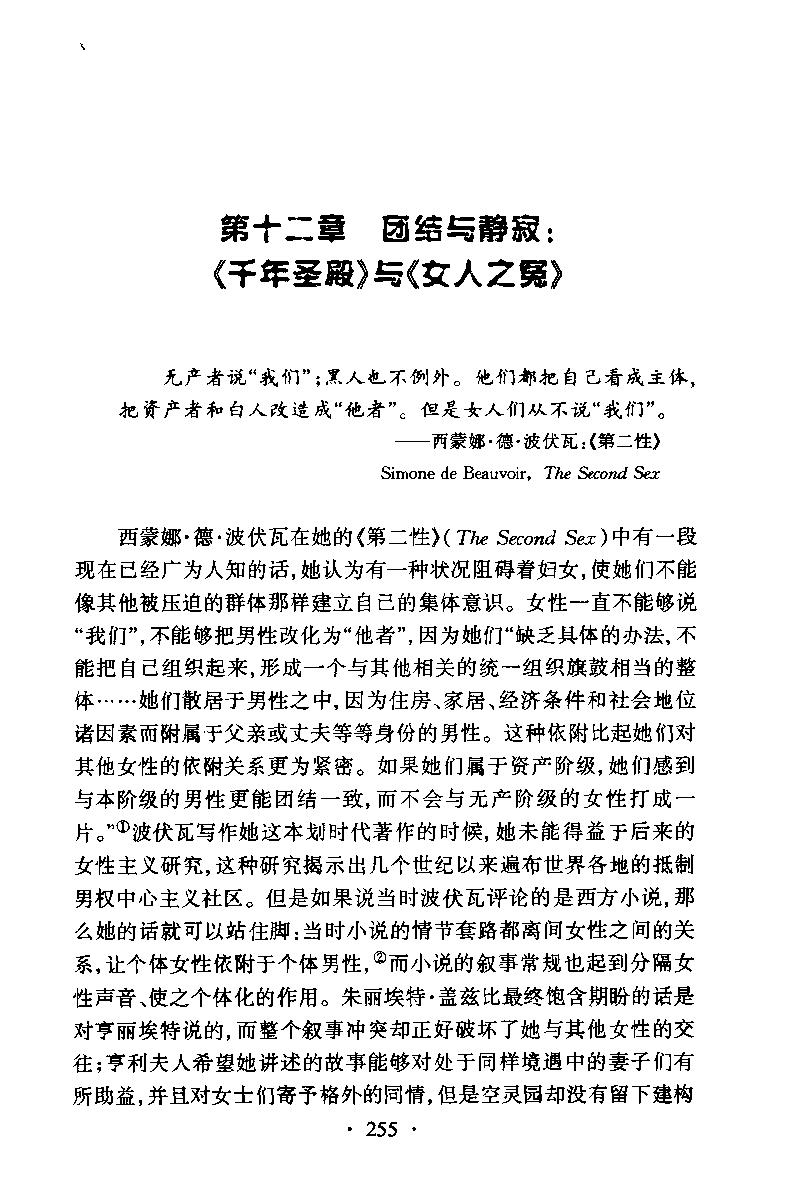 第十二章　团结与静寂：
《千年圣殿》与《女人之冤》
无产者说“我们”；黑人也不例外。他们都把自己看成主体，
把资产者和白人改造成“他者”。但是女人们从不说“我们”。
——西蒙娜·德·波伏瓦：《第二性》
Simone de Beauvoir, The Second Sex
西蒙娜·德·波伏瓦在她的《第二性》(The Second Sex)中有一段
现在已经广为人知的话，她认为有一种状况阻碍着妇女，使她们不能
像其他被压迫的群体那样建立自己的集体意识。女性一直不能够说
“我们”，不能够把男性改化为“他者”，因为她们“缺乏具体的办法，不
能把自己组织起来，形成一个与其他相关的统一组织旗鼓相当的整
体……她们散居于男性之中，因为住房、家居、经济条件和社会地位
诸因素而附属于父亲或丈夫等等身份的男性。这种依附比起她们对
其他女性的依附关系更为紧密。如果她们属于资产阶级，她们感到
与本阶级的男性更能团结一致，而不会与无产阶级的女性打成一
片。”①波伏瓦写作她这本划时代著作的时候，她未能得益于后来的
女性主义研究，这种研究揭示出几个世纪以来遍布世界各地的抵制
男权中心主义社区。但是如果说当时波伏瓦评论的是西方小说，那
么她的话就可以站住脚；当时小说的情节套路都离间女性之间的关
系，让个体女性依附于个体男性，②而小说的叙事常规也起到分隔女
性声音、使之个体化的作用。朱丽埃特·盖兹比最终饱含期盼的话是
对亨丽埃特说的，而整个叙事冲突却正好破坏了她与其他女性的交
往；亨利夫人希望她讲述的故事能够对处于同样境遇中的妻子们有
所助益，并且对女士们寄予格外的同情，但是空灵园却没有留下建构
· 255 ·